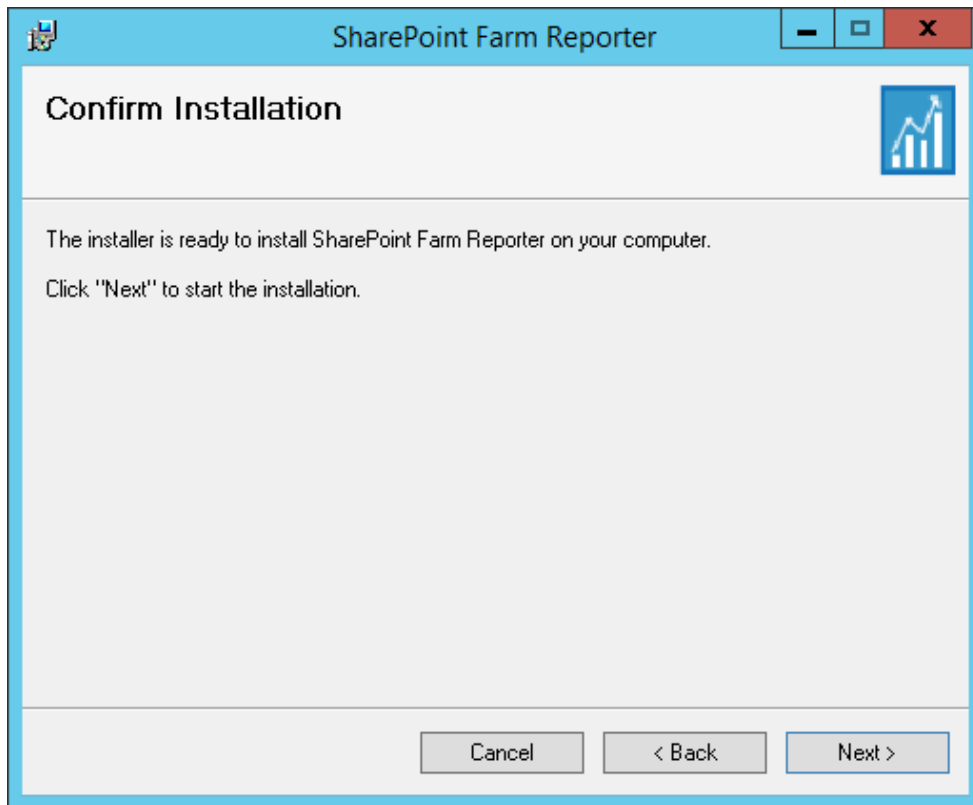 SharePoint Farm Reporter
Confirm Installation
The installer is ready to install SharePoint Farm Reporter on your computer.
Click "Next" to start the installation.
Cancel
< Back
Next >